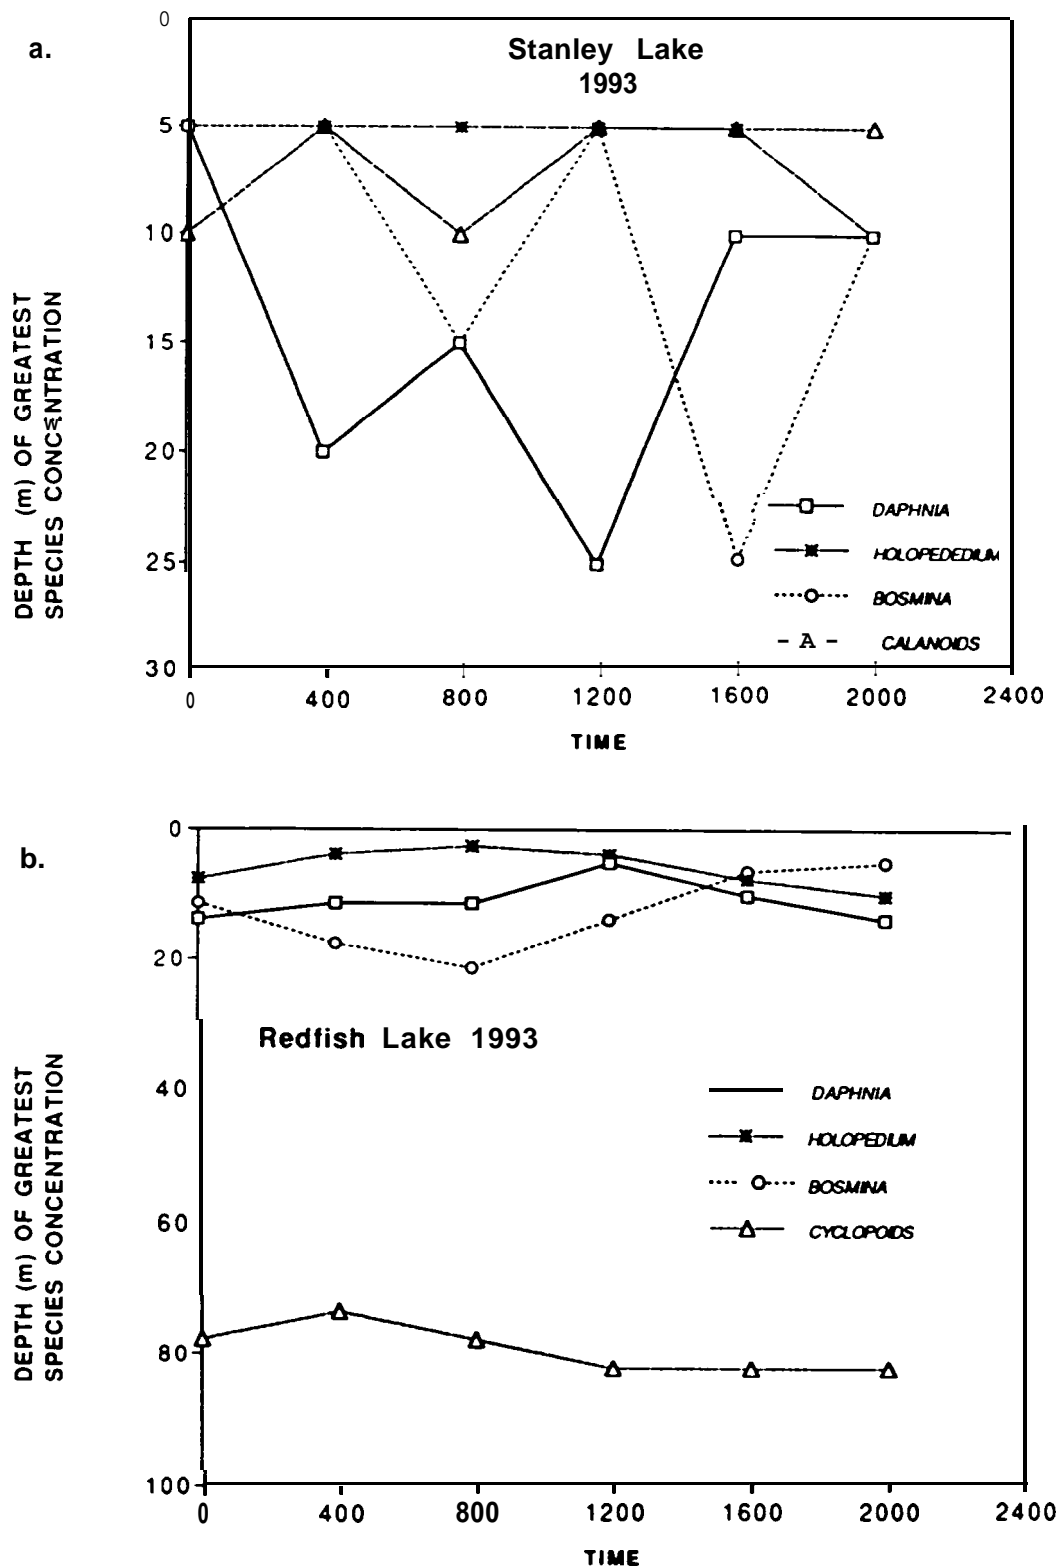 a.
Stanley Lake
1993
0
5
10
15
20
25
30
DEPTH (m) OF GREATEST
SPECIES CONCENTRATION
DAPHNIA
HOLOPEDEDIUM
BOSMINA
- A - CALANOIDS
0 400 800 1200 1600 2000 2400
TIME
b.
0
20
40
60
80
100
Redfish Lake 1993
DEPTH (m) OF GREATEST
SPECIES CONCENTRATION
DAPHNIA
HOLOPEDIUM
BOSMINA
CYCLOPOIDS
0 400 800 1200 1600 2000 2400
TIME